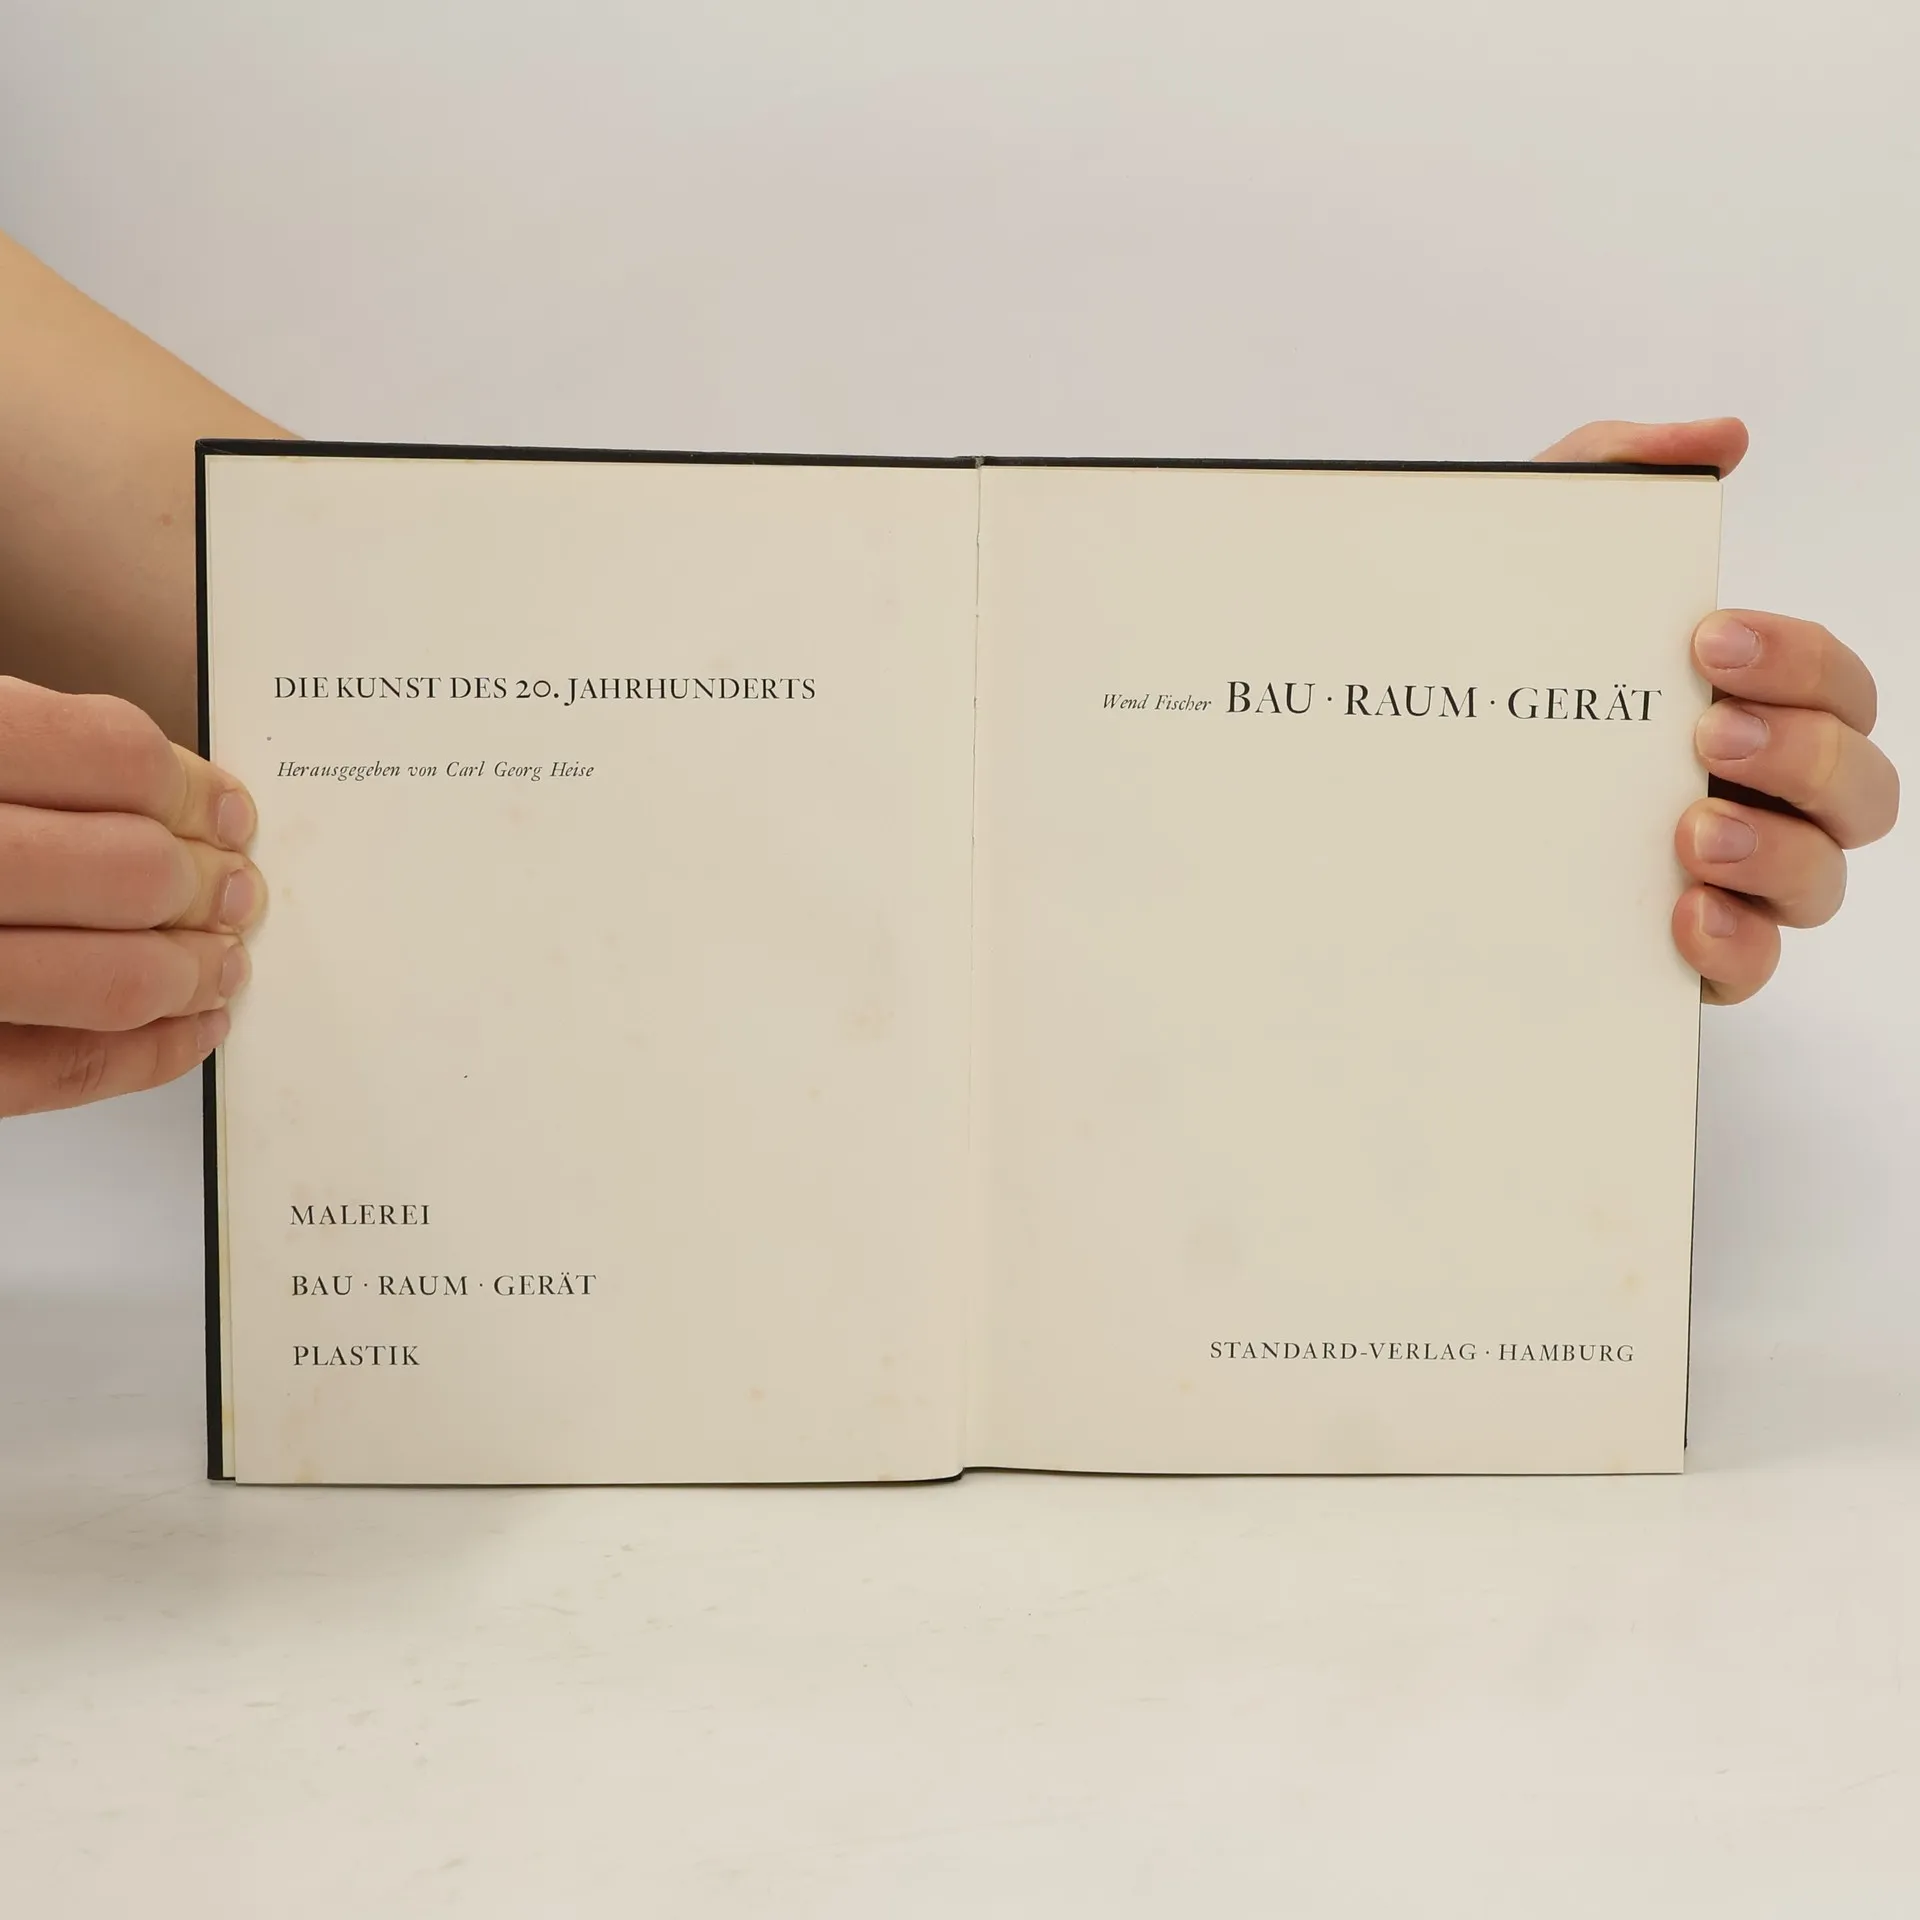 DIE KUNST DES 20. JAHRHUNDERTS
Herausgegeben von Carl Georg Heise
MALEREI
BAU · RAUM · GERÄT
PLASTIK
Wend Fischer BAU · RAUM · GERÄT
STANDARD-VERLAG · HAMBURG